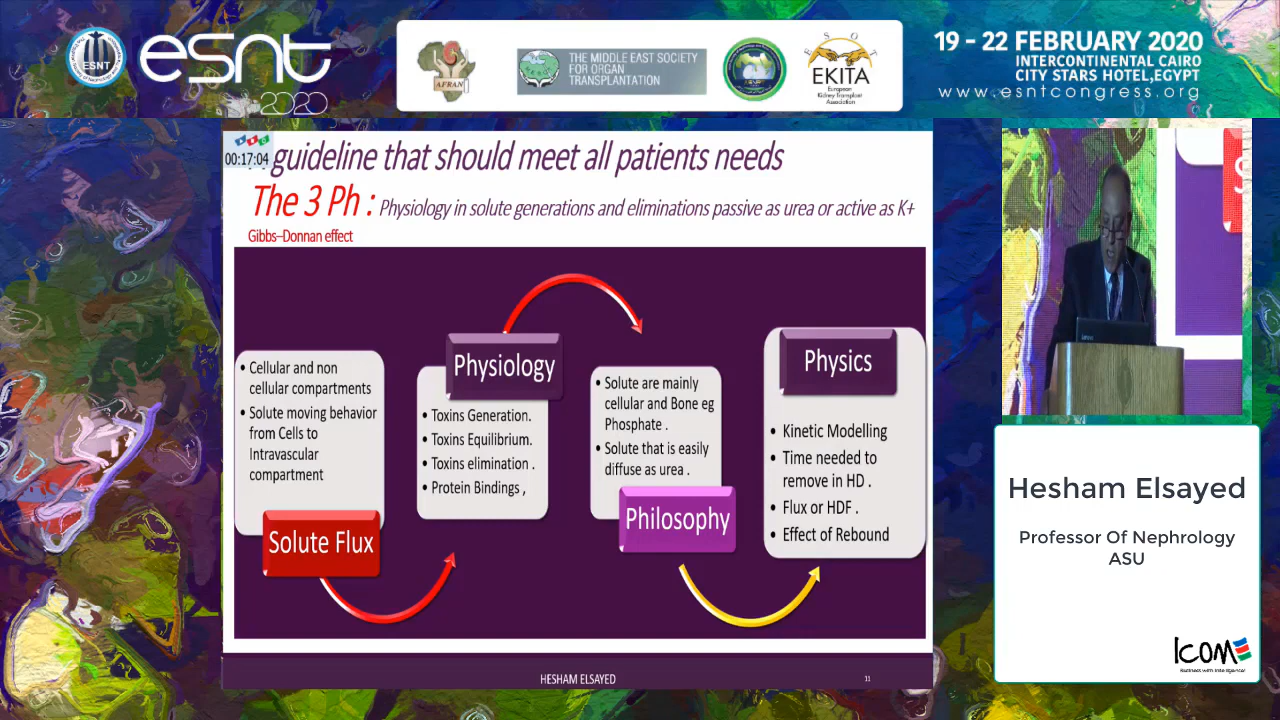 ESNT
esnt
2020
AFRAN
THE MIDDLE EAST SOCIETY
FOR ORGAN
TRANSPLANTATION
E S O T
EKITA
European
Kidney Transplant
Association
19 - 22 FEBRUARY 2020
INTERCONTINENTAL CAIRO
CITY STARS HOTEL,EGYPT
www.esntcongress.org
00:17:04
guideline that should meet all patients needs
The 3 Ph : Physiology in solute generations and eliminations passive as urea or active as K+
Gibbs–Donnan effect
• Cellular and non
cellular compartments
• Solute moving behavior
from Cells to
Intravascular
compartment
Solute Flux
Physiology
• Toxins Generation.
• Toxins Equilibrium.
• Toxins elimination .
• Protein Bindings ,
• Solute are mainly
cellular and Bone eg
Phosphate .
• Solute that is easily
diffuse as urea .
Philosophy
Physics
• Kinetic Modelling
• Time needed to
remove in HD .
• Flux or HDF .
• Effect of Rebound
HESHAM ELSAYED
11
Hesham Elsayed
Professor Of Nephrology
ASU
ICOME